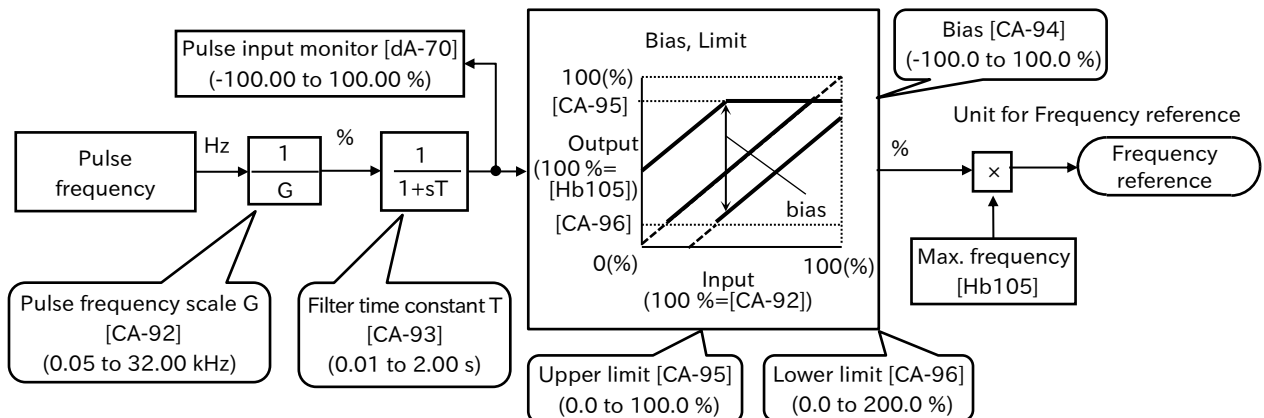 Pulse input monitor [dA-70]
(-100.00 to 100.00 %)
Bias, Limit
Bias [CA-94]
(-100.0 to 100.0 %)
100(%)
[CA-95]
Output
(100 %=
[Hb105])
[CA-96]
0(%)
bias
100(%)
Input
(100 %=[CA-92])
Pulse
frequency
Hz
1
G
%
1
1+sT
%
Unit for Frequency reference
×
Frequency
reference
Max. frequency
[Hb105]
Pulse frequency scale G
[CA-92]
(0.05 to 32.00 kHz)
Filter time constant T
[CA-93]
(0.01 to 2.00 s)
Upper limit [CA-95]
(0.0 to 100.0 %)
Lower limit [CA-96]
(0.0 to 200.0 %)